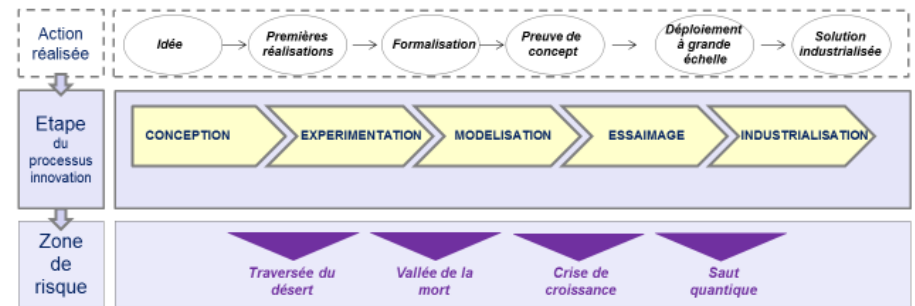 Action
réalisée
Idée
Premières
réalisations
Formalisation
Preuve de
concept
Déploiement
à grande
échelle
Solution
industrialisée
Etape
du
processus
innovation
CONCEPTION
EXPERIMENTATION
MODELISATION
ESSAIMAGE
INDUSTRIALISATION
Zone
de
risque
Traversée du
désert
Vallée de la
mort
Crise de
croissance
Saut
quantique